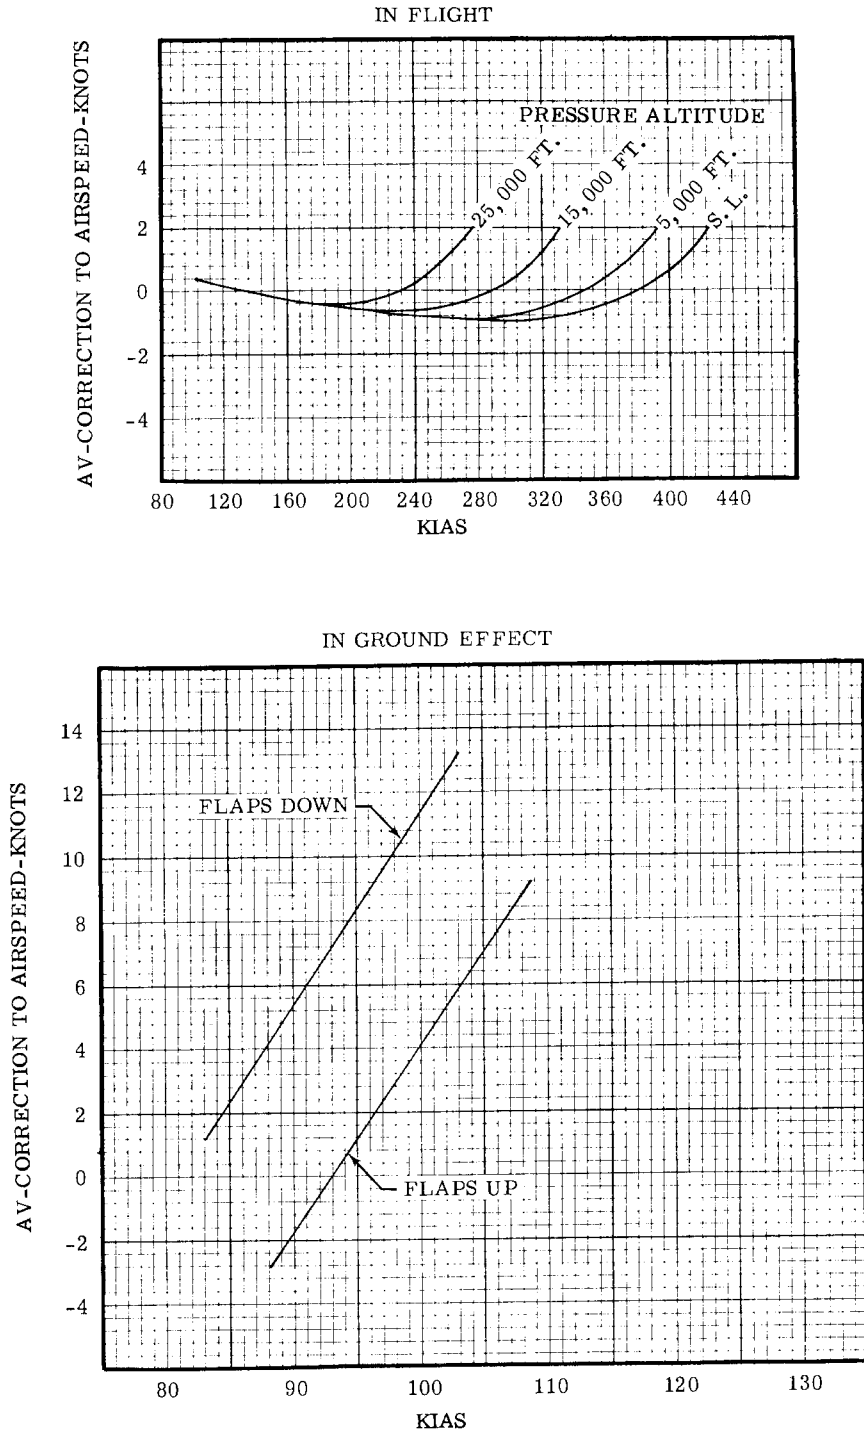 IN FLIGHT
AV-CORRECTION TO AIRSPEED-KNOTS
PRESSURE ALTITUDE
25,000 FT.
15,000 FT.
5,000 FT.
S.L.
4
2
0
-2
-4
80 120 160 200 240 280 320 360 400 440
KIAS
IN GROUND EFFECT
AV-CORRECTION TO AIRSPEED-KNOTS
14
12
10
8
6
4
2
0
-2
-4
FLAPS DOWN
FLAPS UP
80 90 100 110 120 130
KIAS